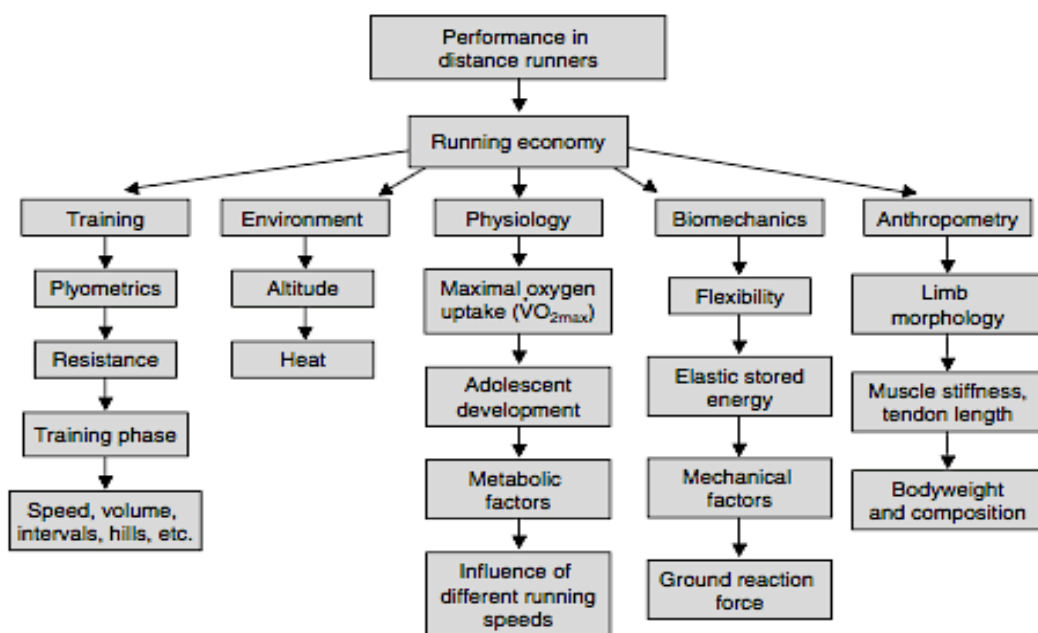 Performance in
distance runners
Running economy
Training
Plyometrics
Resistance
Training phase
Speed, volume,
intervals, hills, etc.
Environment
Altitude
Heat
Physiology
Maximal oxygen
uptake (V̇O2max)
Adolescent
development
Metabolic
factors
Influence of
different running
speeds
Biomechanics
Flexibility
Elastic stored
energy
Mechanical
factors
Ground reaction
force
Anthropometry
Limb
morphology
Muscle stiffness,
tendon length
Bodyweight
and composition